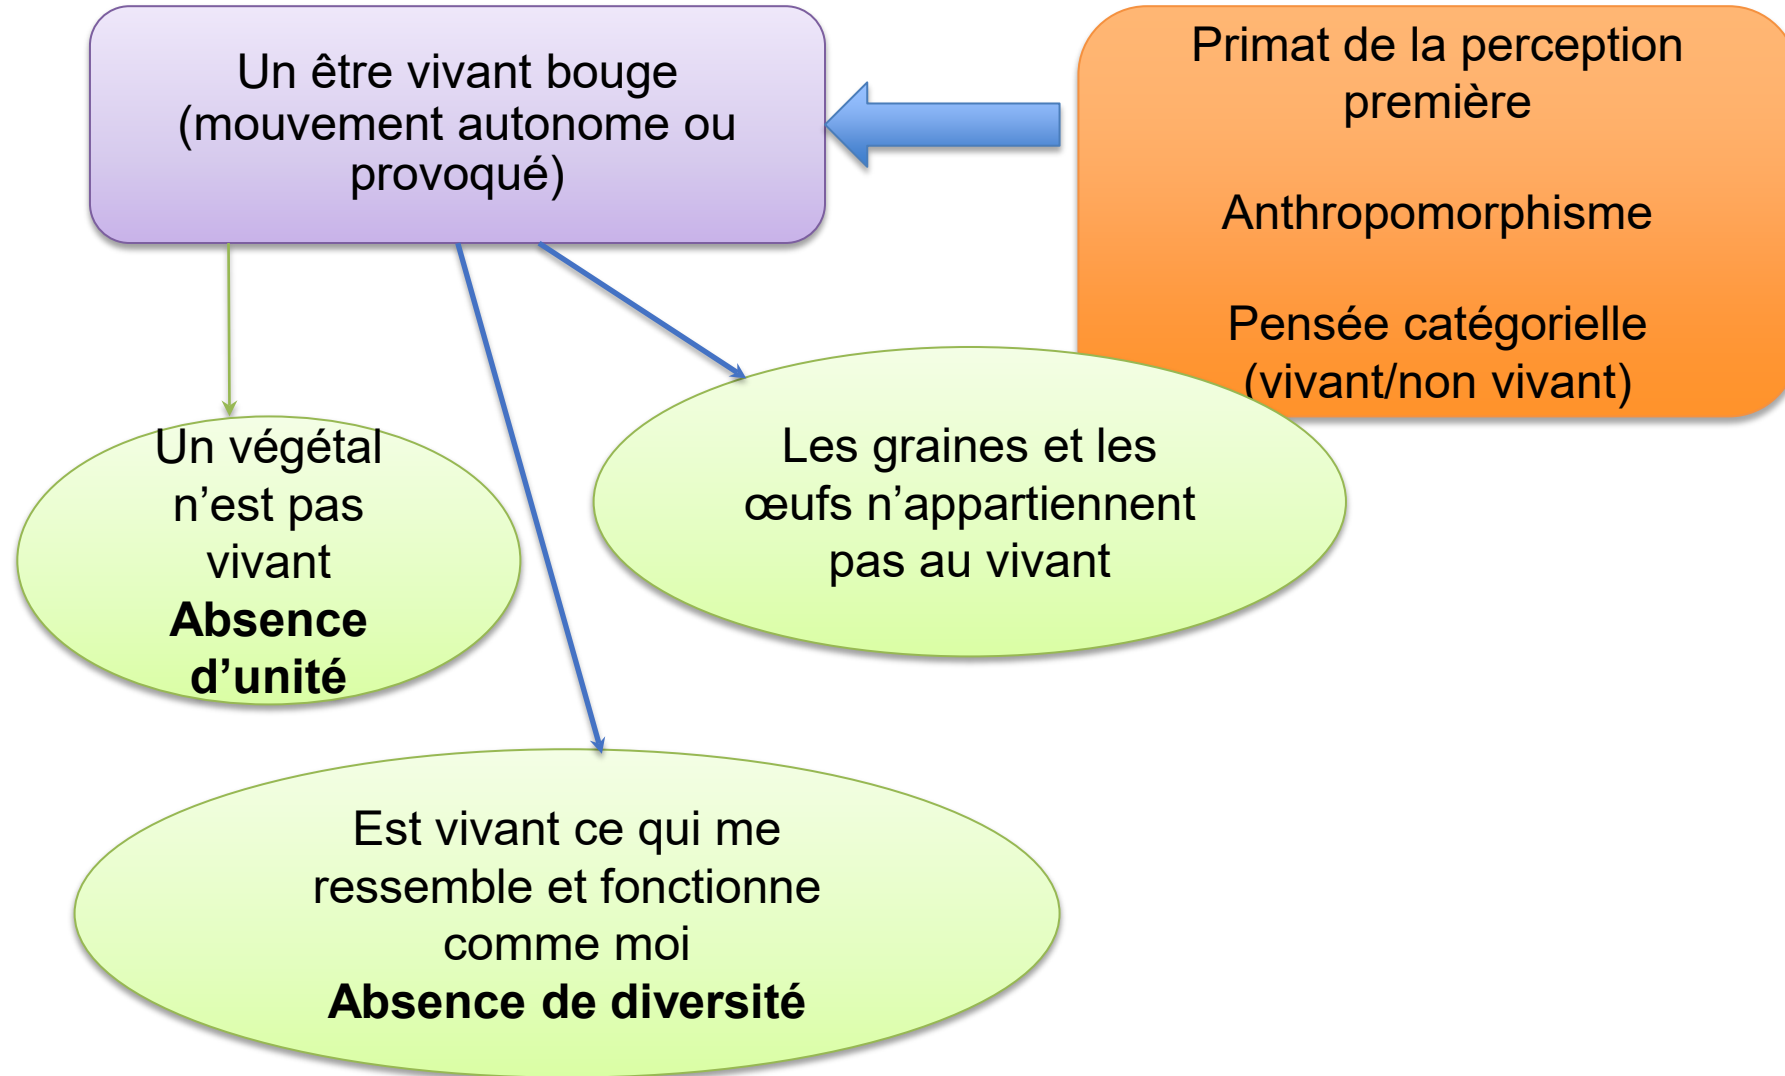 Un être vivant bouge
(mouvement autonome ou
provoqué)
Primat de la perception
première
Anthropomorphisme
Pensée catégorielle
(vivant/non vivant)
Un végétal
n’est pas
vivant
Absence
d’unité
Les graines et les
œufs n’appartiennent
pas au vivant
Est vivant ce qui me
ressemble et fonctionne
comme moi
Absence de diversité